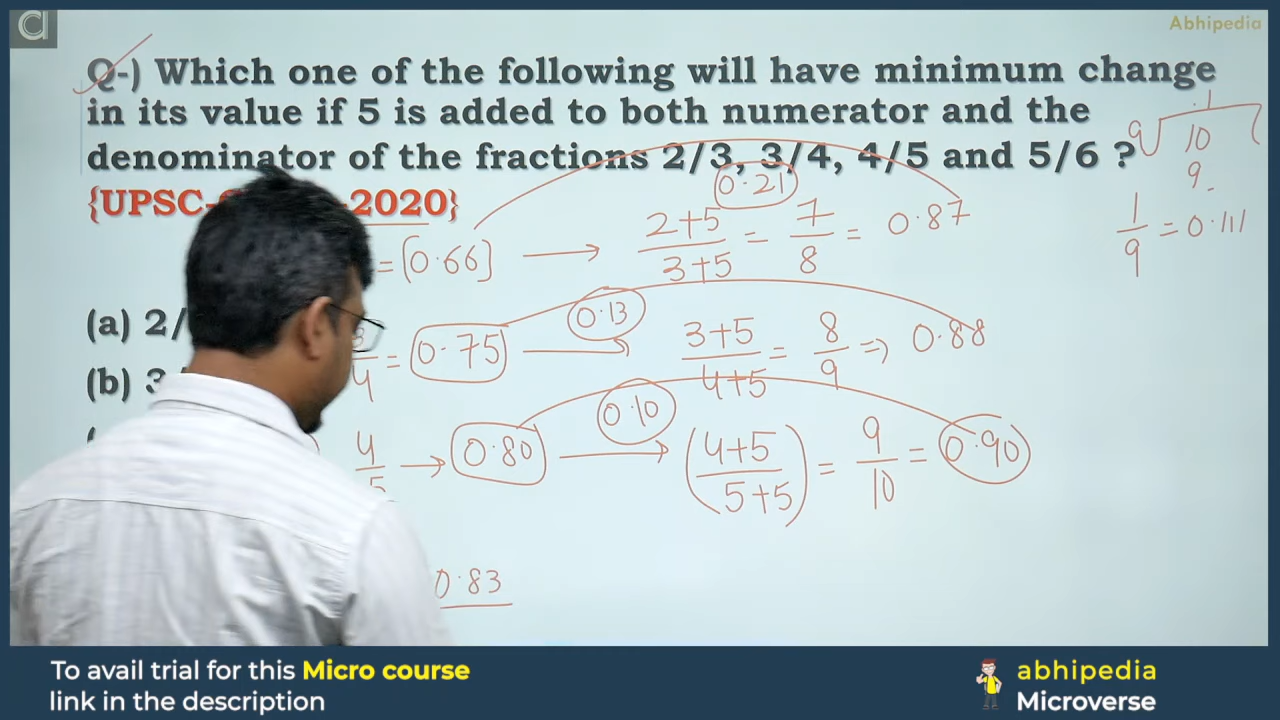 Abhipedia
Q-) Which one of the following will have minimum change
in its value if 5 is added to both numerator and the
denominator of the fractions 2/3, 3/4, 4/5 and 5/6 ?
{UPSC- 2020}
.1
9 10
9
1/9 = 0.111
0.21
= [0.66] → 2+5/3+5 = 7/8 = 0.87
(a) 2/
0.13
3/4 = 0.75 → 3+5/4+5 = 8/9 => 0.88
(b) 3
0.10
4/5 → 0.80 → (4+5/5+5) = 9/10 = 0.90
0.83
To avail trial for this Micro course
link in the description
abhipedia
Microverse